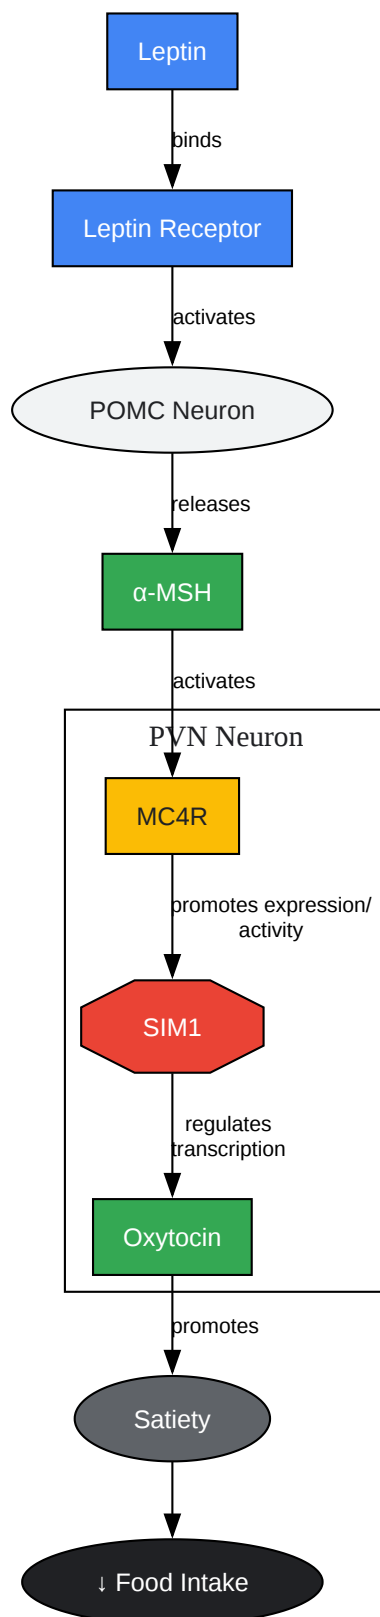 Leptin
binds
Leptin Receptor
activates
POMC Neuron
releases
α-MSH
activates
PVN Neuron
MC4R
promotes expression/
activity
SIM1
regulates
transcription
Oxytocin
promotes
Satiety
↓ Food Intake